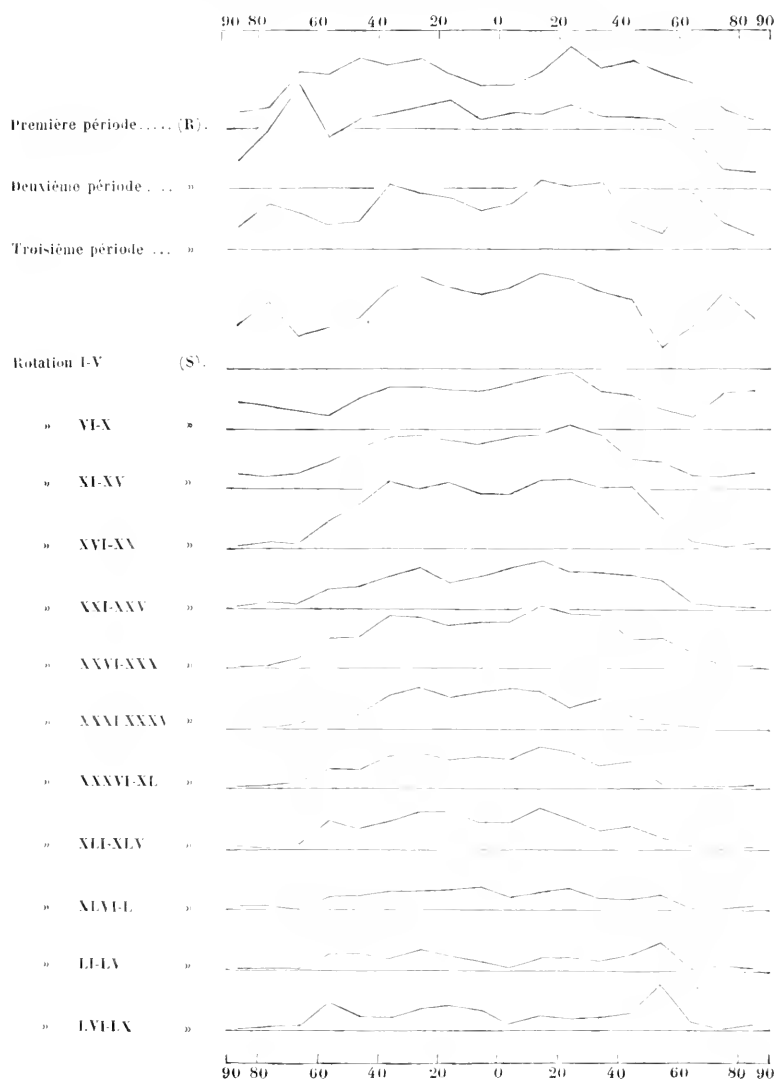 90 80 60 40 20 0 20 40 60 80 90
Première période..... (R).
Deuxième période ... »
Troisième période ... »
Rotation I-V (S).
» VI-X »
» XI-XV »
» XVI-XX »
» XXI-XXV »
» XXVI-XXX »
» XXXI-XXXV »
» XXXVI-XL »
» XLI-XLV »
» XLVI-L »
» LI-LV »
» LVI-LX »
90 80 60 40 20 0 20 40 60 80 90